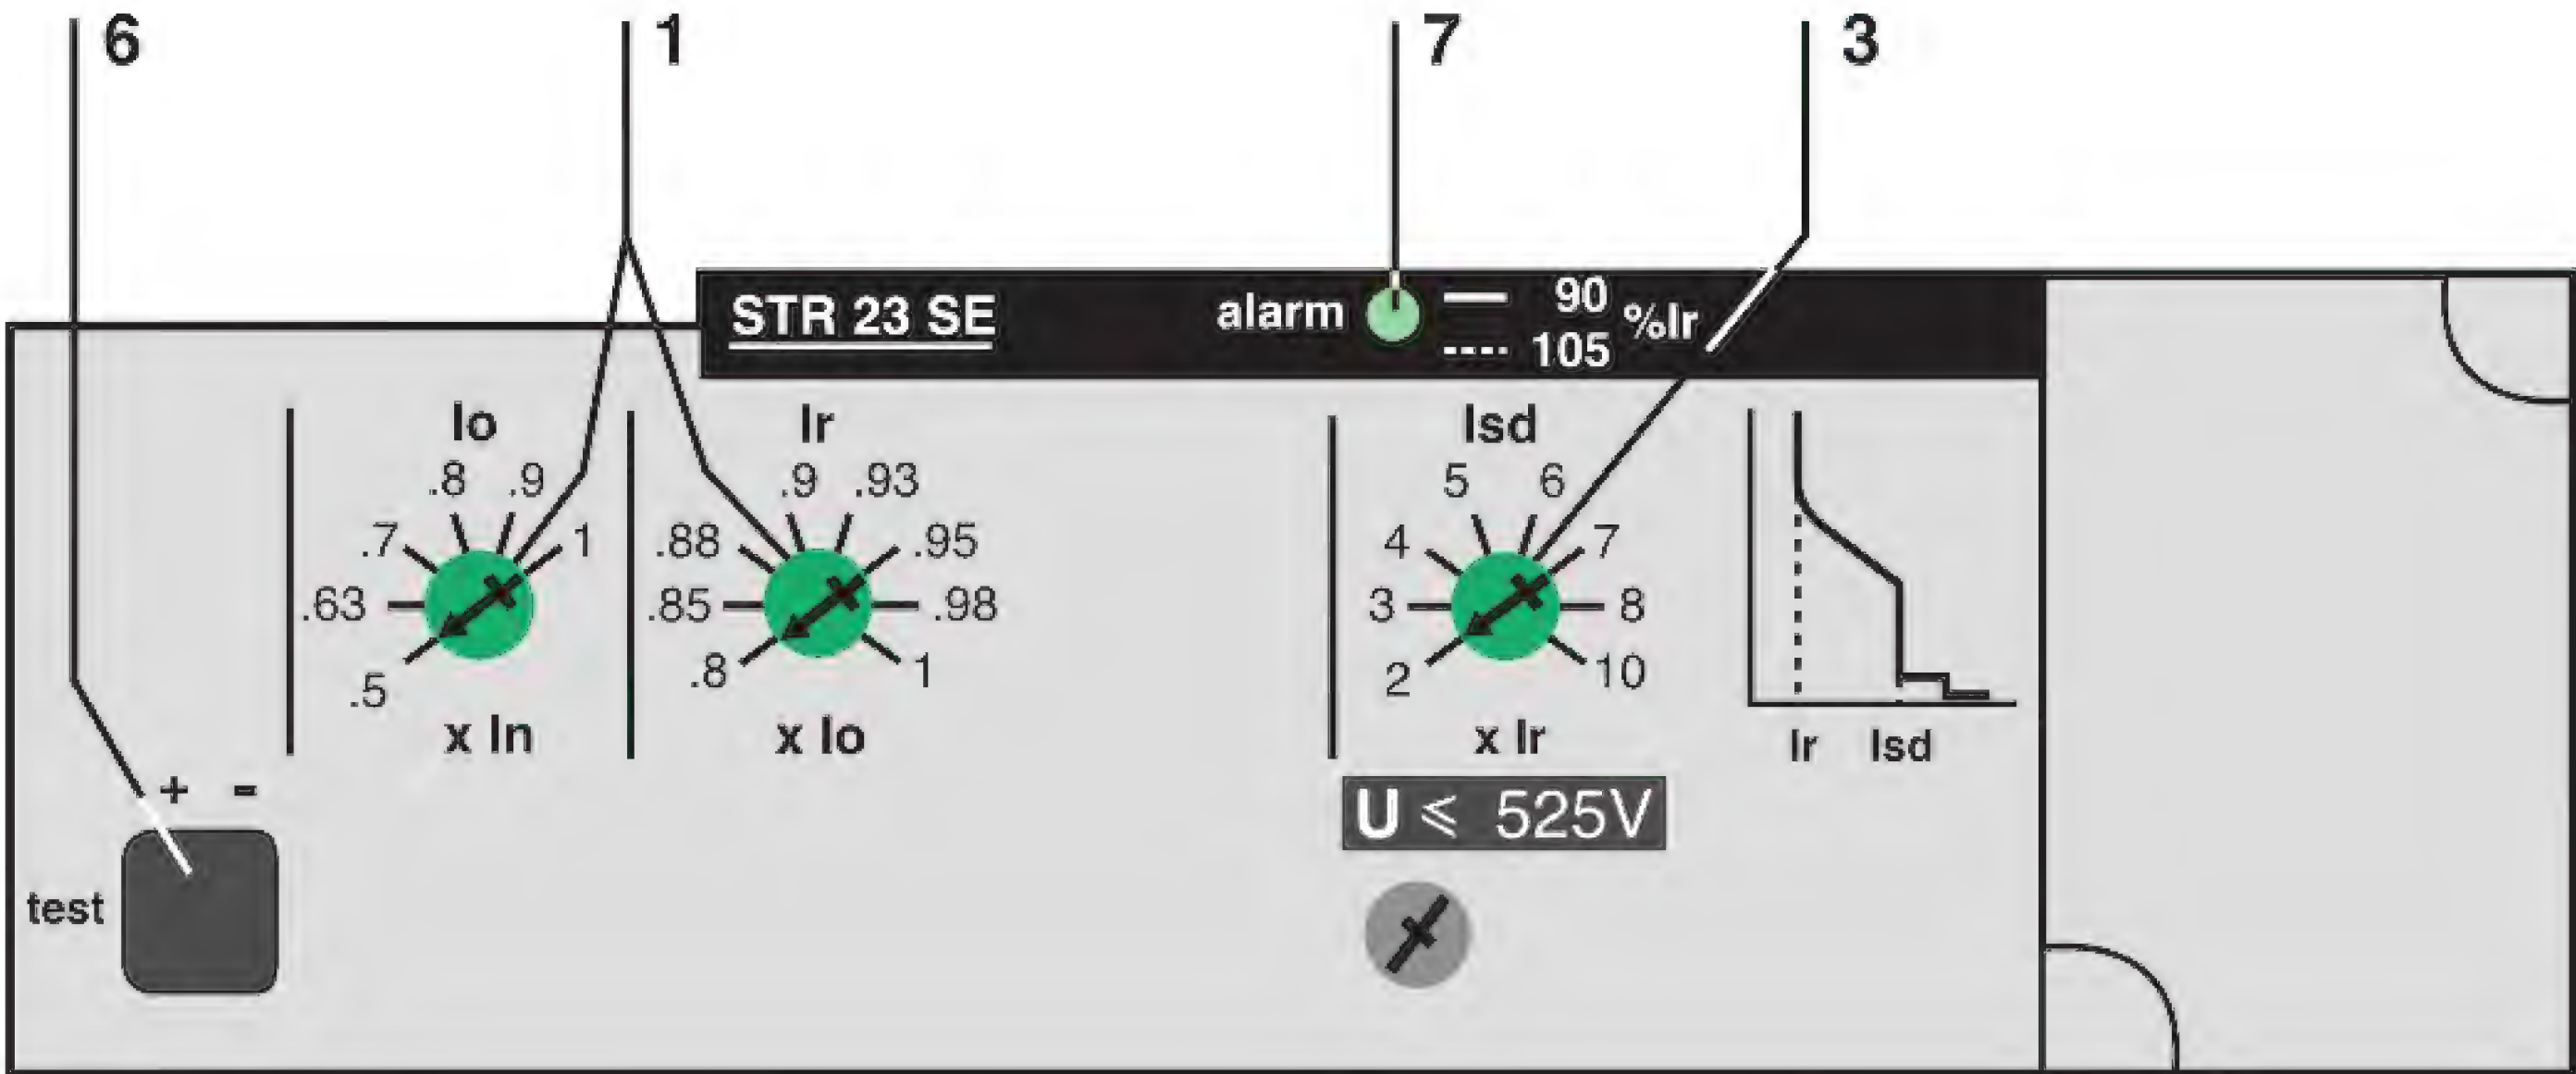 6 1 7 3
STR 23 SE alarm 90 %Ir
105
Io Ir Isd
.8 .9 .9 .93 5 6
.7 1 .88 .95 4 7
.63 .85 .98 3 8
.5 .8 1 2 10
x In x Io x Ir Ir Isd
+ -
U ⩽ 525V
test